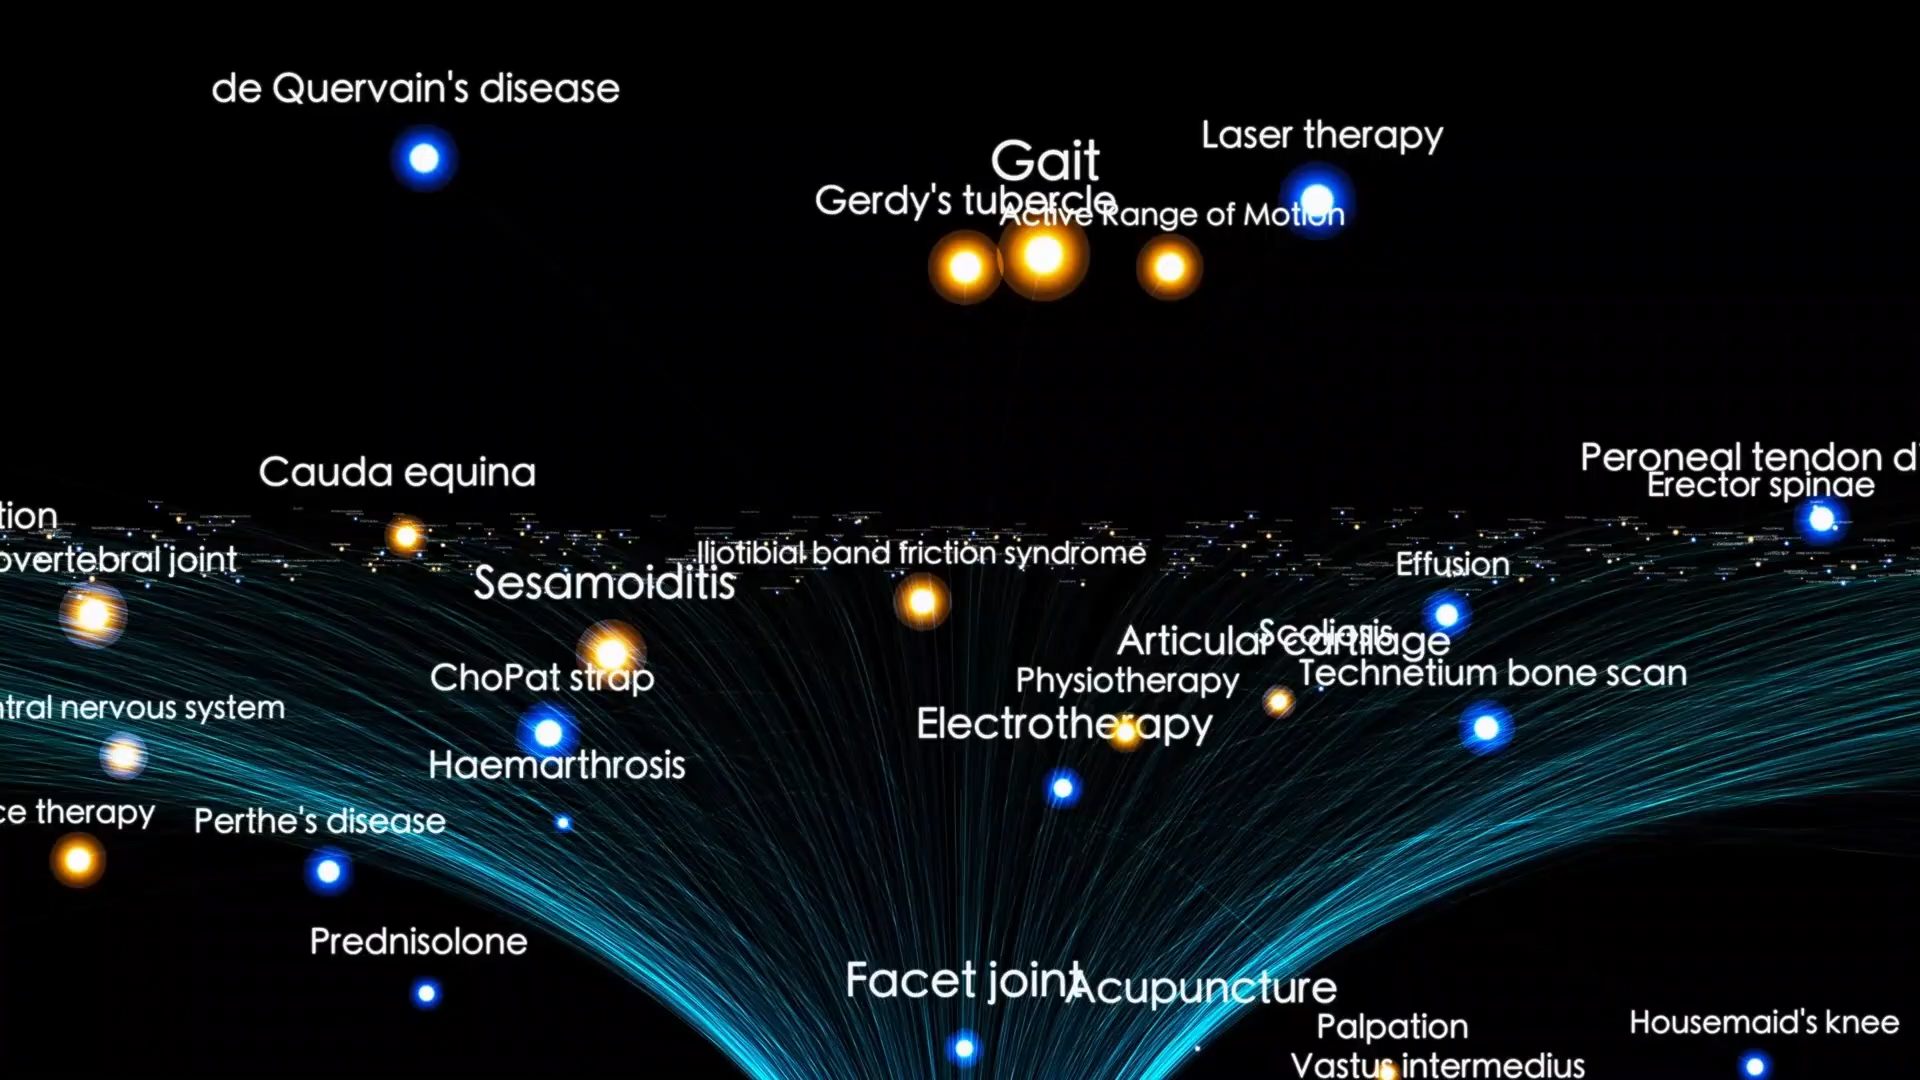 de Quervain's disease
Laser therapy
Gait
Gerdy's tubercle
Active Range of Motion
Peroneal tendon d
Cauda equina
Erector spinae
tion
overtebral joint
Iliotibial band friction syndrome
Effusion
Sesamoiditis
Scoliosis
Articular cartilage
Technetium bone scan
ChoPat strap
Physiotherapy
ntral nervous system
Electrotherapy
Haemarthrosis
ce therapy
Perthe's disease
Prednisolone
Facet joint
Acupuncture
Palpation
Housemaid's knee
Vastus intermedius